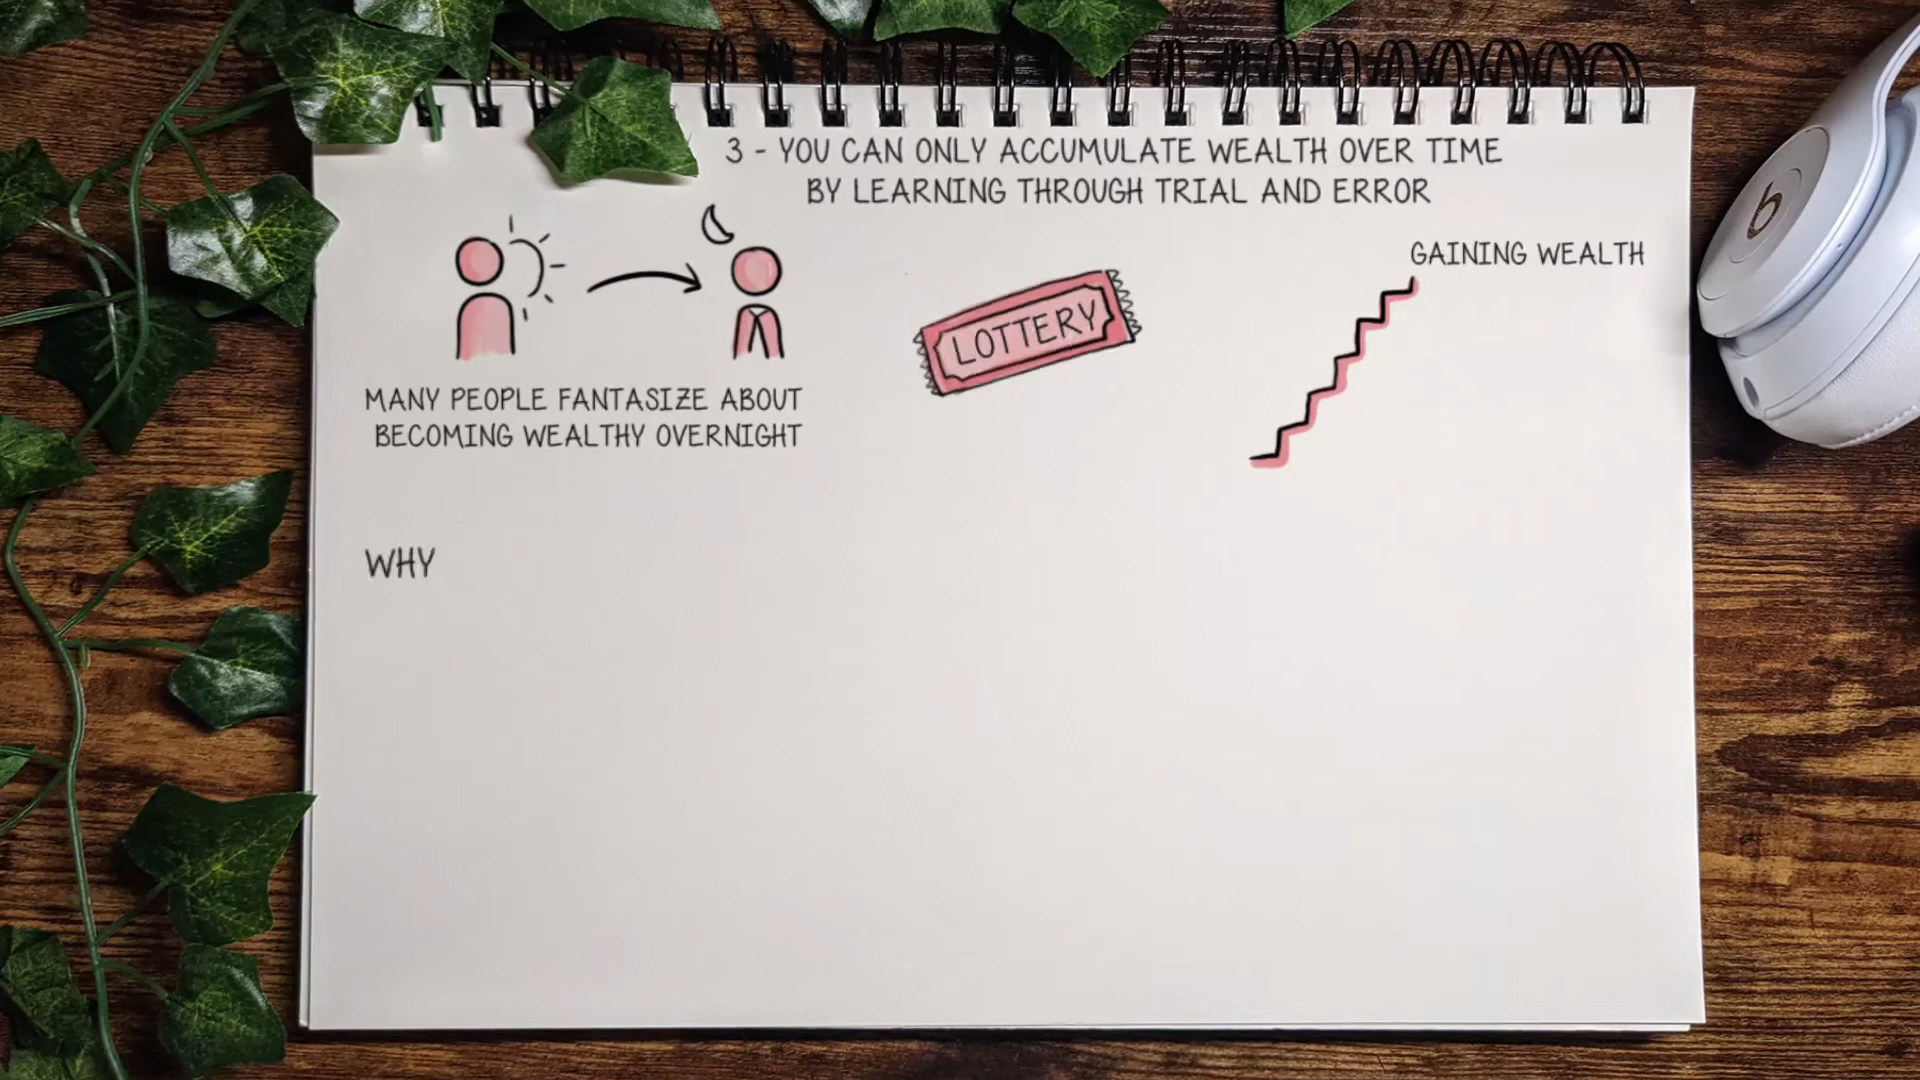 3 - YOU CAN ONLY ACCUMULATE WEALTH OVER TIME
BY LEARNING THROUGH TRIAL AND ERROR
GAINING WEALTH
LOTTERY
MANY PEOPLE FANTASIZE ABOUT
BECOMING WEALTHY OVERNIGHT
WHY